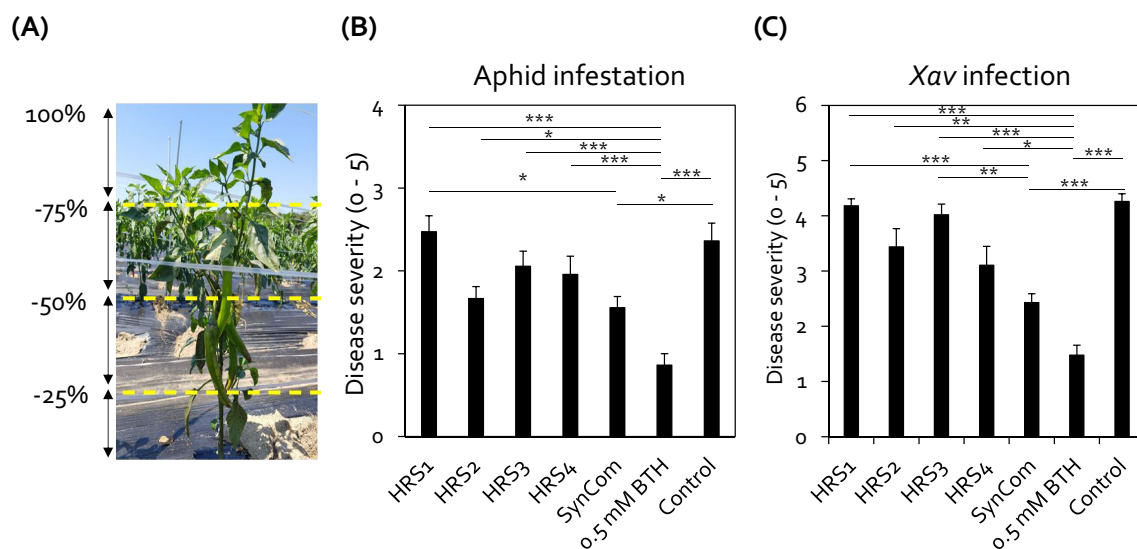 (A)
100%
-75%
-50%
-25%
(B)
Aphid infestation
Disease severity (0 - 5)
4
3
2
1
0
***
*
***
***
***
*
*
HRS1
HRS2
HRS3
HRS4
SynCom
0.5 mM BTH
Control
(C)
Xav infection
Disease severity (0 - 5)
6
5
4
3
2
1
0
***
**
***
*
***
***
**
***
HRS1
HRS2
HRS3
HRS4
SynCom
0.5 mM BTH
Control